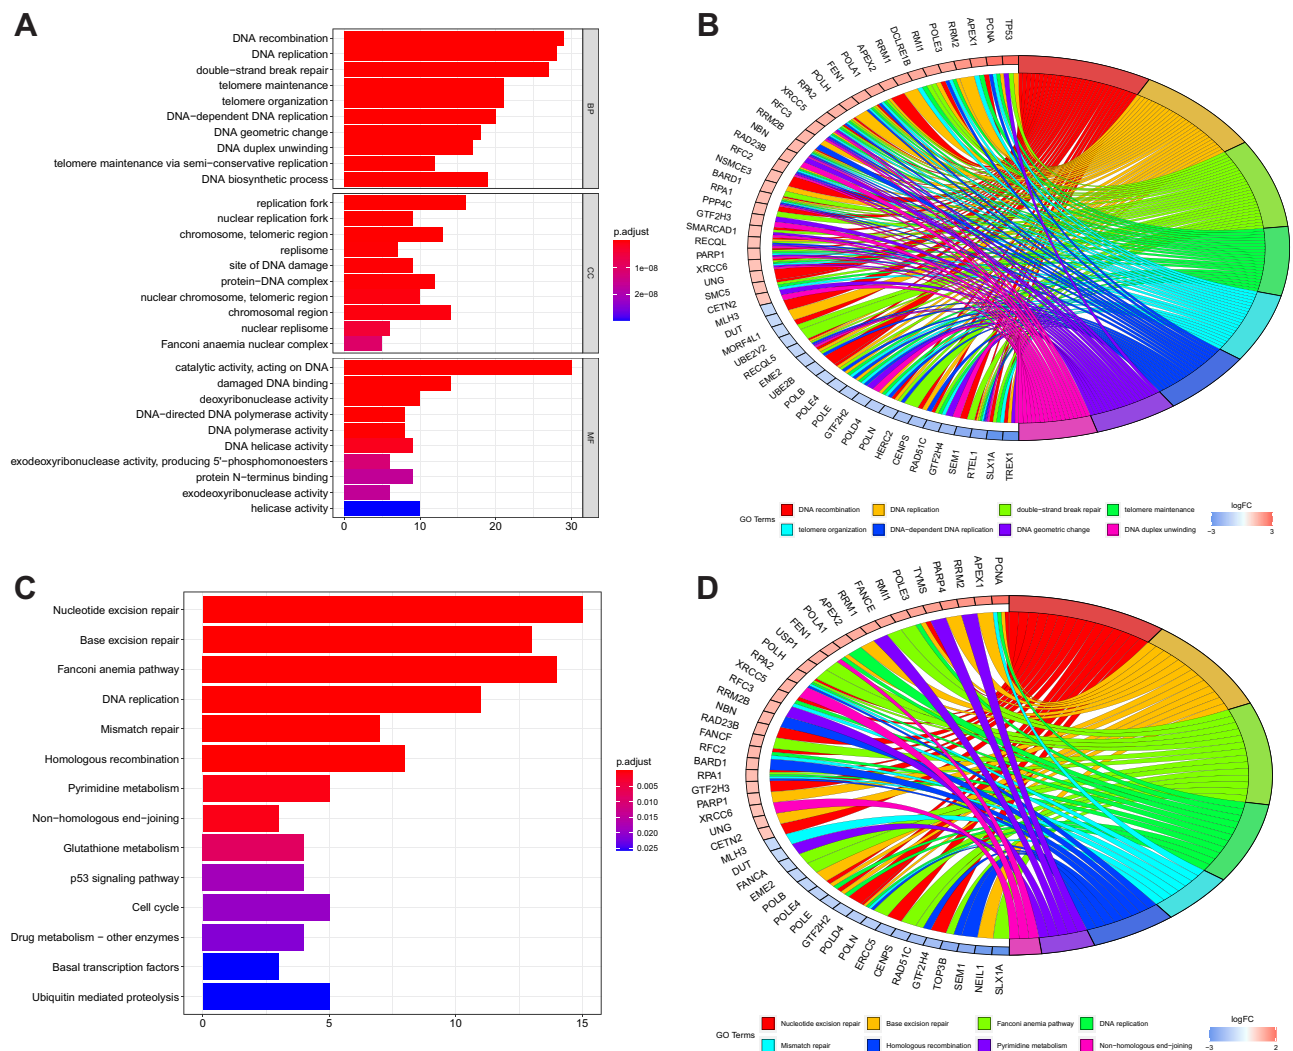 A
DNA recombination
DNA replication
double−strand break repair
telomere maintenance
telomere organization
DNA−dependent DNA replication
DNA geometric change
DNA duplex unwinding
telomere maintenance via semi−conservative replication
DNA biosynthetic process
BP
replication fork
nuclear replication fork
chromosome, telomeric region
replisome
site of DNA damage
protein−DNA complex
nuclear chromosome, telomeric region
chromosomal region
nuclear replisome
Fanconi anaemia nuclear complex
CC
catalytic activity, acting on DNA
damaged DNA binding
deoxyribonuclease activity
DNA−directed DNA polymerase activity
DNA polymerase activity
DNA helicase activity
exodeoxyribonuclease activity, producing 5'−phosphomonoesters
protein N−terminus binding
exodeoxyribonuclease activity
helicase activity
MF
0 10 20 30
p.adjust
1e−08
2e−08
B
TP53
PCNA
APEX1
RRM2
POLE3
RMI1
DCLRE1B
RRM1
APEX2
POLA1
FEN1
POLH
RPA2
XRCC5
RFC3
RRM2B
NBN
RAD23B
RFC2
NSMCE3
BARD1
RPA1
PPP4C
GTF2H3
SMARCAD1
RECQL
PARP1
XRCC6
UNG
SMC5
CETN2
MLH3
DUT
MORF4L1
UBE2V2
RECQL5
EME2
UBE2B
POLB
POLE4
POLE
GTF2H2
POLD4
POLN
HERC2
CENPS
RAD51C
GTF2H4
SEM1
RTEL1
SLX1A
TREX1
GO Terms
DNA recombination
DNA replication
double−strand break repair
telomere maintenance
telomere organization
DNA−dependent DNA replication
DNA geometric change
DNA duplex unwinding
logFC
−3 3
C
Nucleotide excision repair
Base excision repair
Fanconi anemia pathway
DNA replication
Mismatch repair
Homologous recombination
Pyrimidine metabolism
Non−homologous end−joining
Glutathione metabolism
p53 signaling pathway
Cell cycle
Drug metabolism − other enzymes
Basal transcription factors
Ubiquitin mediated proteolysis
0 5 10 15
p.adjust
0.005
0.010
0.015
0.020
0.025
D
PCNA
APEX1
RRM2
PARP4
TYMS
POLE3
RMI1
FANCE
RRM1
APEX2
POLA1
FEN1
USP1
POLH
RPA2
XRCC5
RFC3
RRM2B
NBN
RAD23B
FANCF
RFC2
BARD1
RPA1
GTF2H3
PARP1
XRCC6
UNG
CETN2
MLH3
DUT
FANCA
EME2
POLB
POLE4
POLE
GTF2H2
POLD4
POLN
ERCC5
CENPS
RAD51C
GTF2H4
TOP3B
SEM1
NEIL1
SLX1A
GO Terms
Nucleotide excision repair
Base excision repair
Fanconi anemia pathway
DNA replication
Mismatch repair
Homologous recombination
Pyrimidine metabolism
Non−homologous end−joining
logFC
−3 2